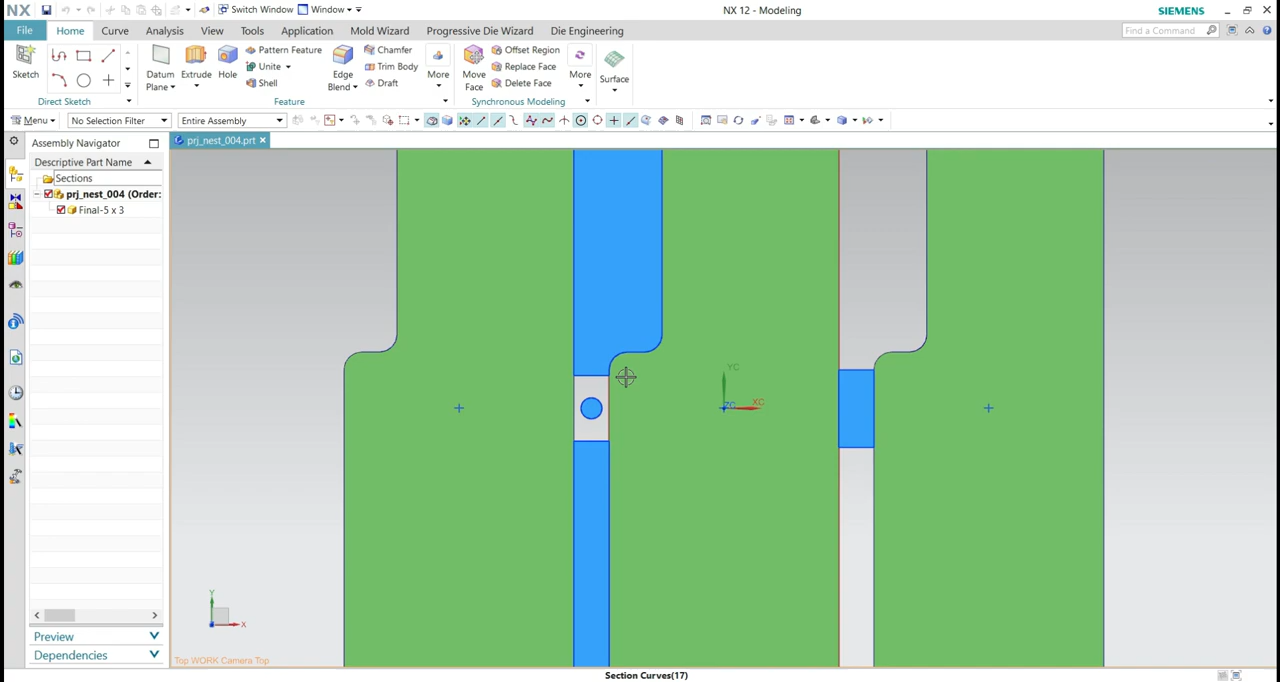 NX Switch Window Window NX 12 - Modeling SIEMENS
File Home Curve Analysis View Tools Application Mold Wizard Progressive Die Wizard Die Engineering Find a Command
Sketch Datum Plane Extrude Hole Pattern Feature Unite Shell Edge Blend Chamfer Trim Body Draft More Move Face Offset Region Replace Face Delete Face More Surface
Direct Sketch Feature Synchronous Modeling
Menu No Selection Filter Entire Assembly
Assembly Navigator prj_nest_004.prt
Descriptive Part Name
Sections
prj_nest_004 (Order:
Final-5 x 3
YC
ZC XC
Y
X
Preview
Dependencies
Top WORK Camera Top
Section Curves(17)